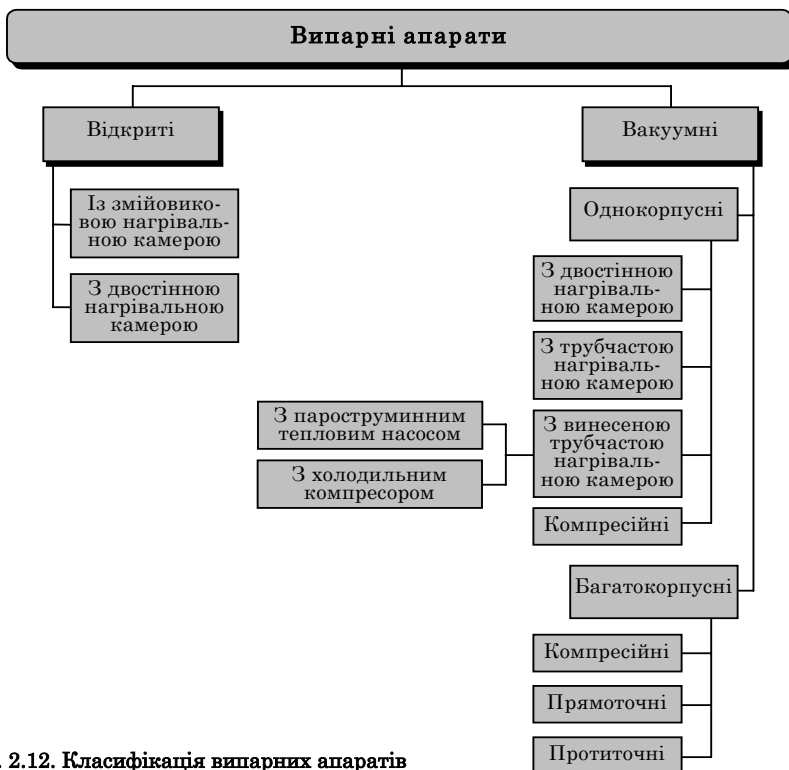 Випарні апарати
Відкриті
Із змійовико-
вою нагріваль-
ною камерою
З двостінною
нагрівальною
камерою
Вакуумні
Однокорпусні
З двостінною
нагріваль-
ною камерою
З трубчастою
нагріваль-
ною камерою
З винесеною
трубчастою
нагріваль-
ною камерою
З пароструминним
тепловим насосом
З холодильним
компресором
Компресійні
Багатокорпусні
Компресійні
Прямоточні
Протиточні
. 2.12. Класифікація випарних апаратів